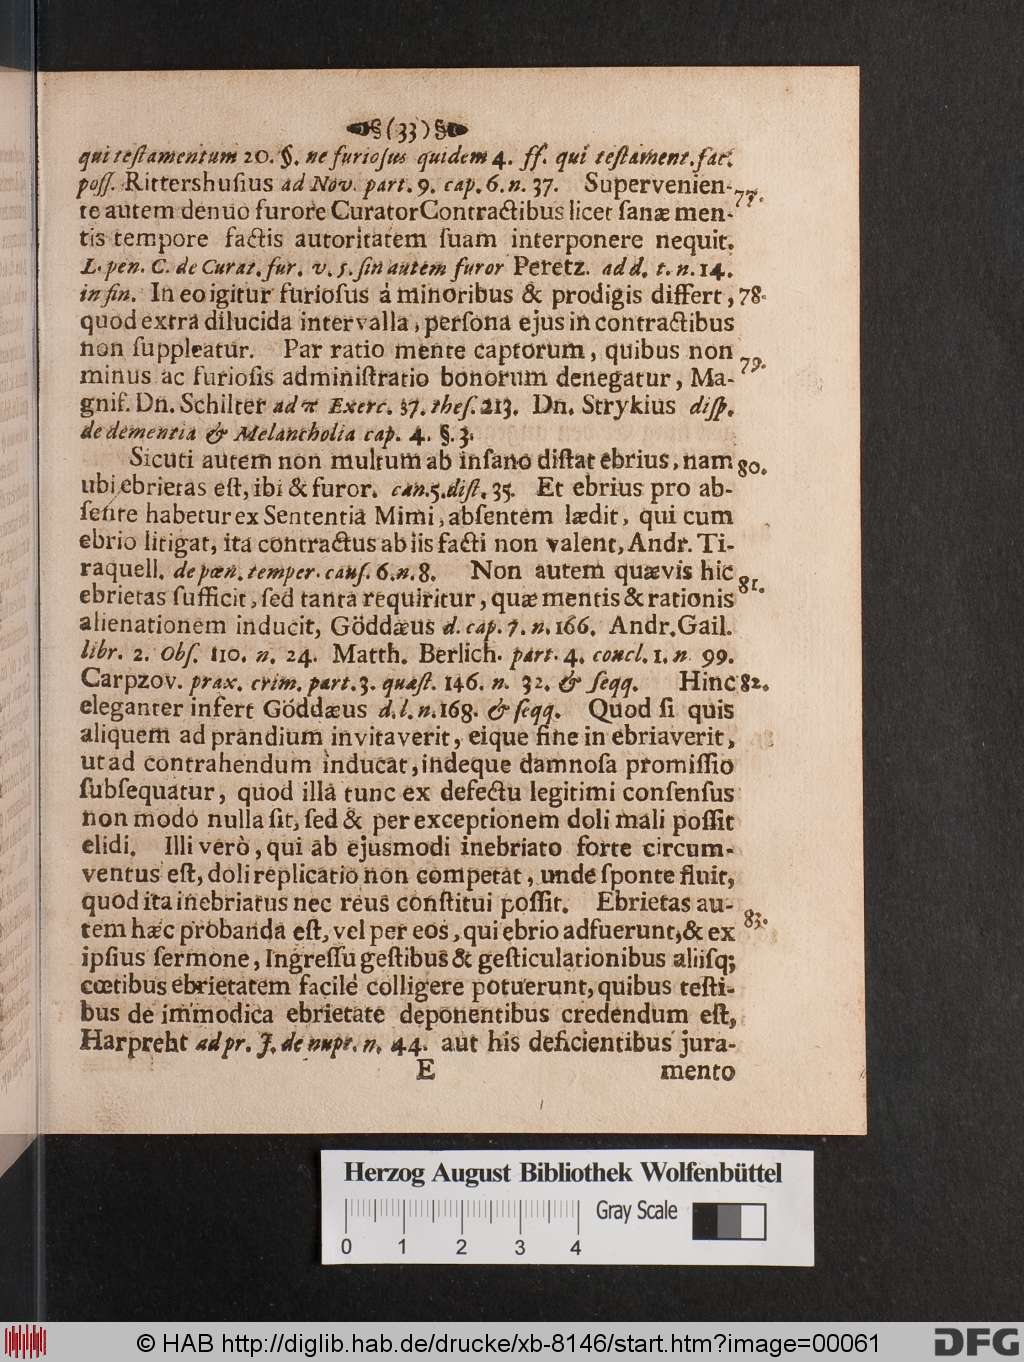 §(33)§
qui teſtamentum 20. §. ne furioſus quidem 4. ff. qui teſtament. fac.
poſſ. Rittershuſius ad Nov. part. 9. cap. 6. n. 37. Supervenien- 77.
te autem denuo furore Curator Contractibus licet ſanæ men-
tis tempore factis autoritatem ſuam interponere nequit.
L. pen. C. de Curat. fur. v. 5. ſin autem furor Peretz. ad d. t. n. 14.
in fin. In eo igitur furioſus â minoribus & prodigis differt, 78.
quod extra dilucida intervalla, perſona ejus in contractibus
non ſuppleatur. Par ratio mente captorum, quibus non 79.
minus ac furioſis adminiſtratio bonorum denegatur, Ma-
gnif. Dn. Schilter ad π Exerc. 37. theſ. 213. Dn. Strykius diſp.
de dementia & Melancholia cap. 4. §. 3.
Sicuti autem non multum ab inſano diſtat ebrius, nam 80.
ubi ebrietas eſt, ibi & furor. can. 5. diſt. 35. Et ebrius pro ab-
ſente habetur ex Sententia Mimi, abſentem lædit, qui cum
ebrio litigat, ita contractus ab iis facti non valent, Andr. Ti-
raquell. de pœn. temper. cauſ. 6. n. 8. Non autem quævis hic 81.
ebrietas ſufficit, ſed tanta requiritur, quæ mentis & rationis
alienationem inducit, Göddæus d. cap. 7. n. 166. Andr. Gail.
libr. 2. Obſ. 110. n. 24. Matth. Berlich. part. 4. concl. 1. n 99.
Carpzov. prax. crim. part. 3. quæſt. 146. n. 32. & ſeqq. Hinc 82.
eleganter infert Göddæus d. l. n. 168. & ſeqq. Quod ſi quis
aliquem ad prandium invitaverit, eique fine in ebriaverit,
ut ad contrahendum inducat, indeque damnoſa promiſſio
ſubſequatur, quod illa tunc ex defectu legitimi conſenſus
non modò nulla ſit, ſed & per exceptionem doli mali poſſit
elidi. Illi verò, qui ab ejusmodi inebriato forte circum-
ventus eſt, doli replicatio non competat, unde ſponte fluit,
quod ita inebriatus nec reus conſtitui poſſit. Ebrietas au- 83.
tem hæc probanda eſt, vel per eos, qui ebrio adfuerunt, & ex
ipſius ſermone, Ingreſſu geſtibus & geſticulationibus aliiſq;
cœtibus ebrietatem facilè colligere potuerunt, quibus teſti-
bus de immodica ebrietate deponentibus credendum eſt,
Harpreht ad pr. J. de nupt. n. 44. aut his deficientibus jura-
E mento
Herzog August Bibliothek Wolfenbüttel
Gray Scale
0 1 2 3 4
© HAB http://diglib.hab.de/drucke/xb-8146/start.htm?image=00061
DFG